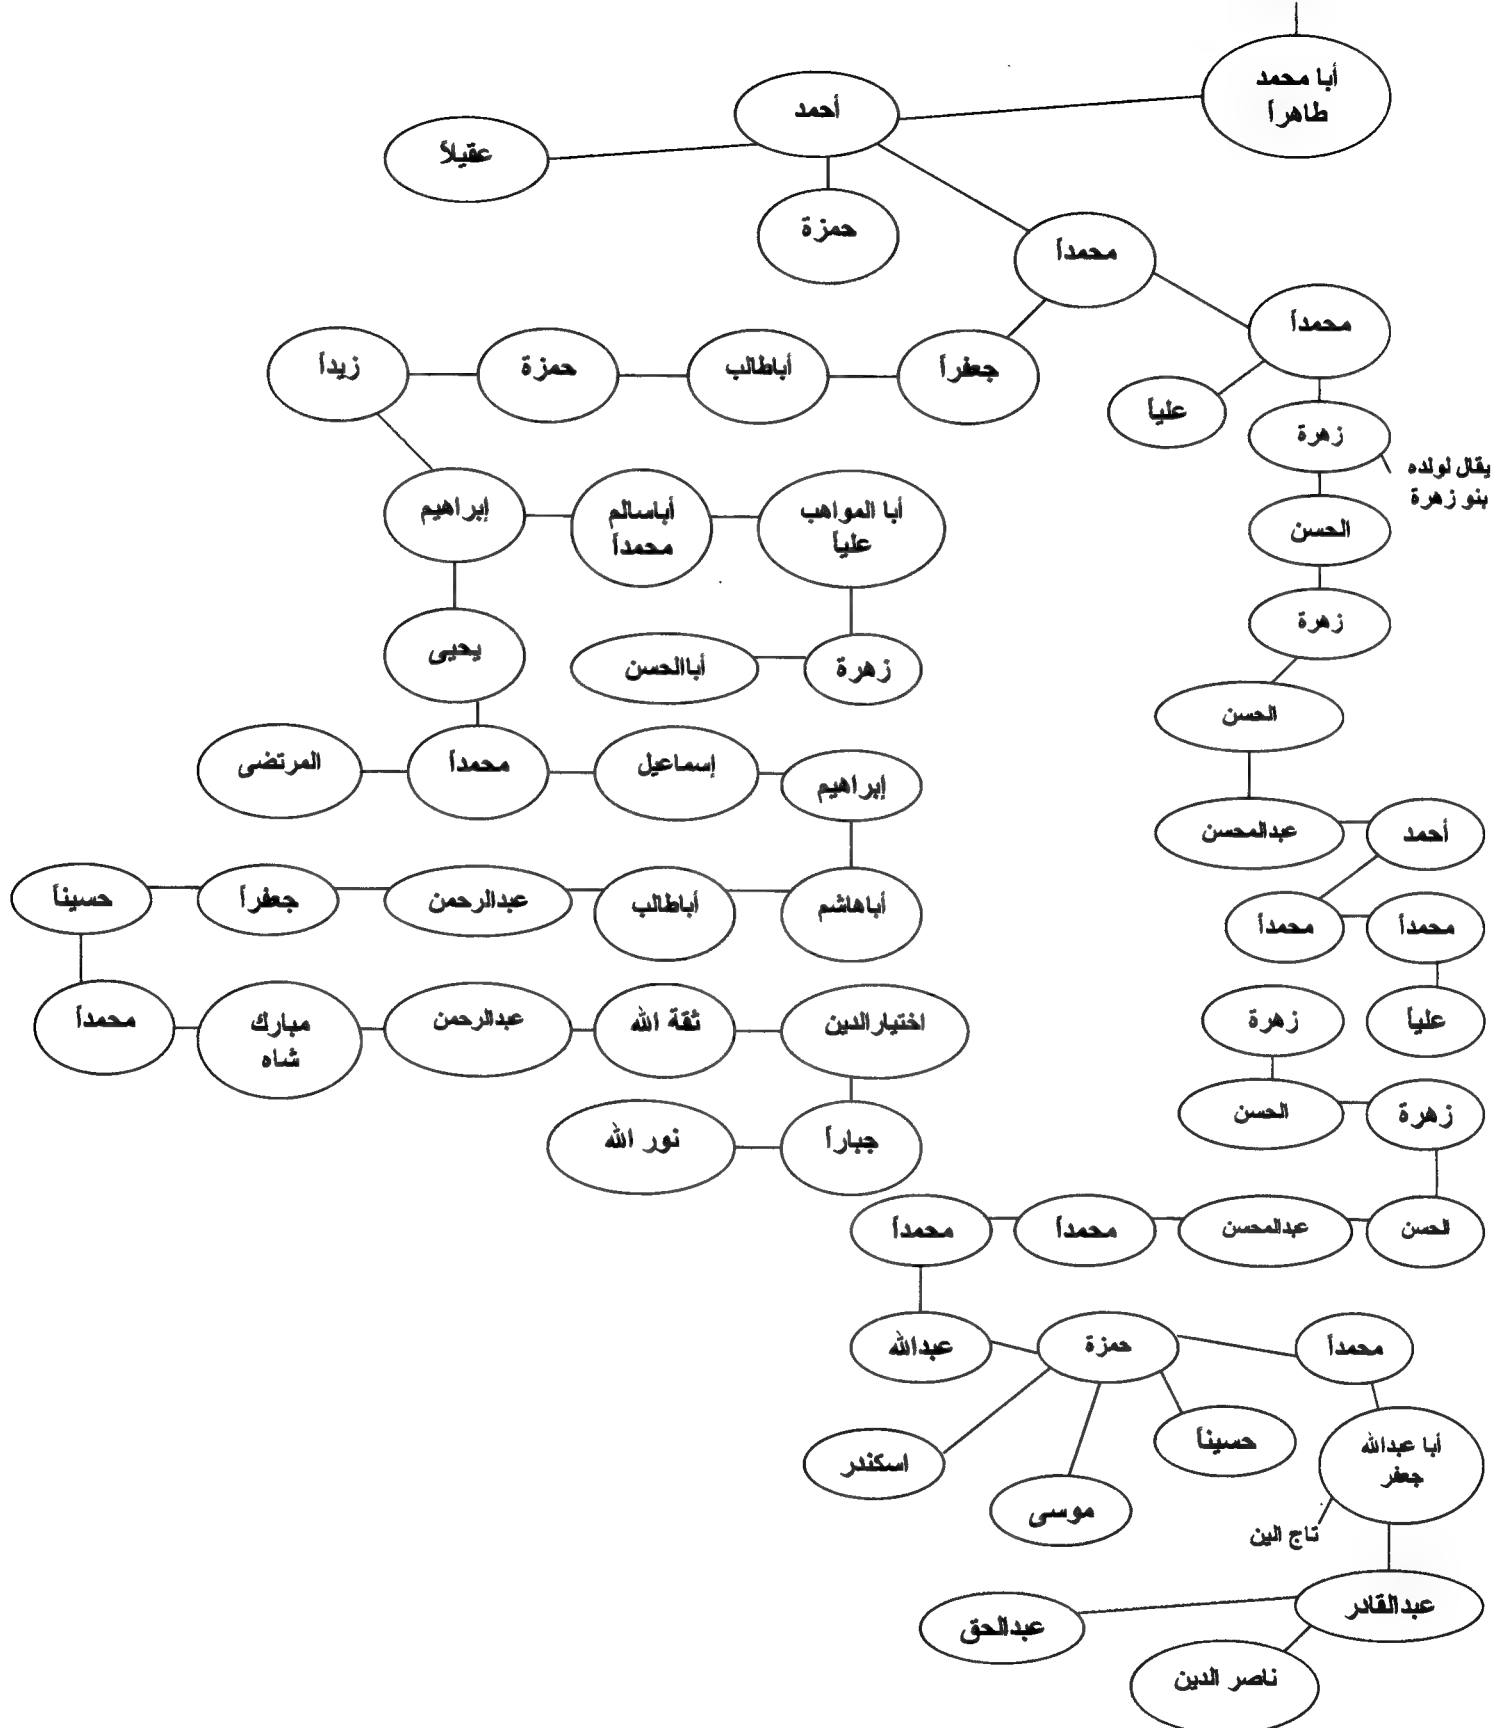 أبا محمد
طاهراً
أحمد
عقيلاً
حمزة
محمداً
محمداً
علياً
زهرة
يقال لولده
بنو زهرة
جعفراً
أباطالب
حمزة
زيداً
الحسن
أبا المواهب
علياً
أباسالم
محمداً
إبراهيم
زهرة
زهرة
أباالحسن
يحيى
الحسن
إبراهيم
إسماعيل
محمداً
المرتضى
أحمد
عبدالمحسن
أباهاشم
أباطالب
عبدالرحمن
جعفراً
حسيناً
محمداً
محمداً
علياً
زهرة
اختيارالدين
ثقة الله
عبدالرحمن
مبارك
شاه
محمداً
زهرة
الحسن
جباراً
نور الله
الحسن
عبدالمحسن
محمداً
محمداً
محمداً
حمزة
عبدالله
حسيناً
أبا عبدالله
جعفر
اسكندر
موسى
تاج الين
عبدالقادر
عبدالحق
ناصر الدين